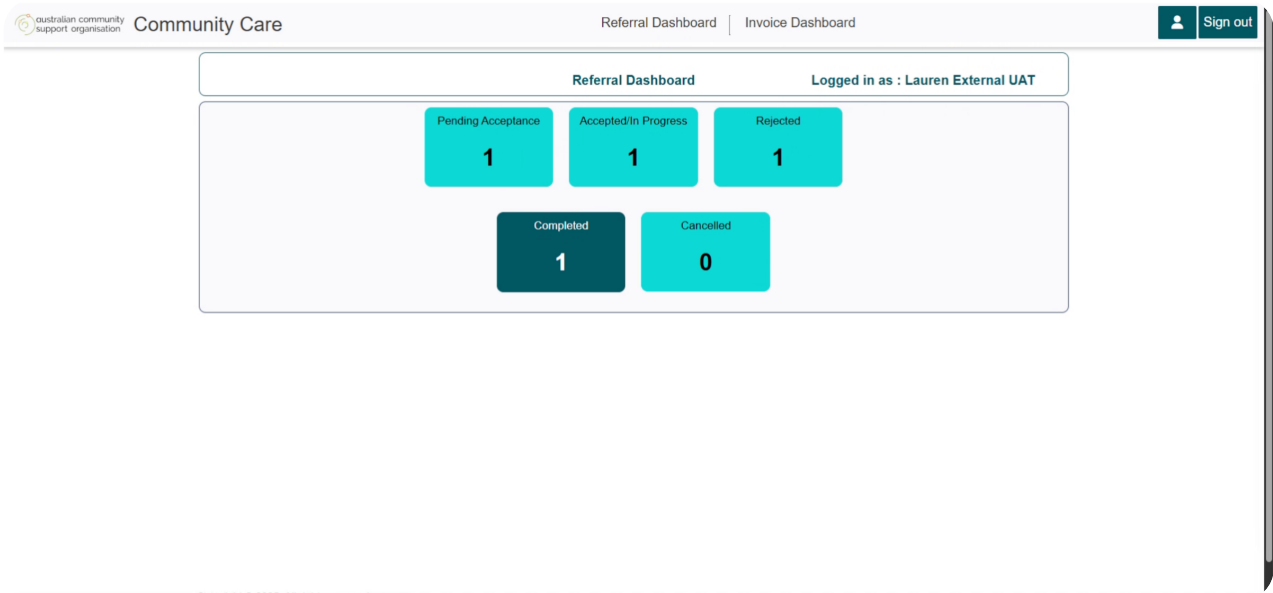 australian community
support organisation
Community Care
Referral Dashboard
Invoice Dashboard
Sign out
Referral Dashboard
Logged in as : Lauren External UAT
Pending Acceptance
1
Accepted/In Progress
1
Rejected
1
Completed
1
Cancelled
0